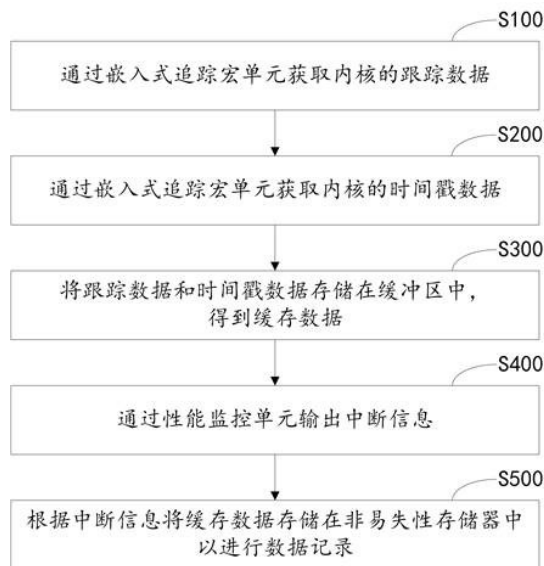 S100
通过嵌入式追踪宏单元获取内核的跟踪数据
S200
通过嵌入式追踪宏单元获取内核的时间戳数据
S300
将跟踪数据和时间戳数据存储在缓冲区中，
得到缓存数据
S400
通过性能监控单元输出中断信息
S500
根据中断信息将缓存数据存储在非易失性存储器中
以进行数据记录